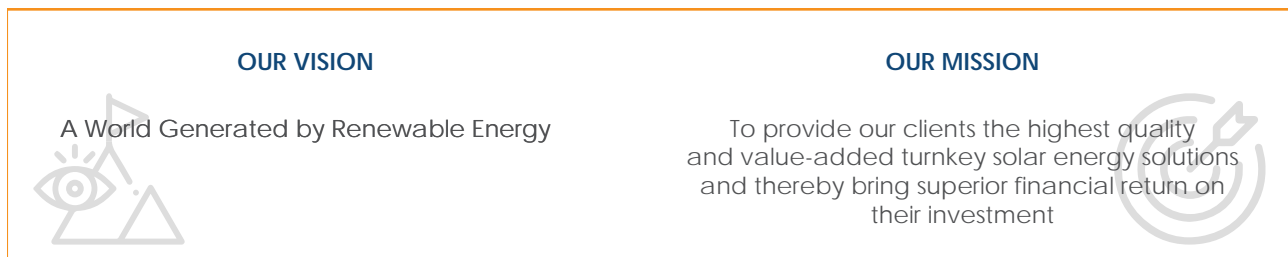 OUR VISION
A World Generated by Renewable Energy
OUR MISSION
To provide our clients the highest quality
and value-added turnkey solar energy solutions
and thereby bring superior financial return on
their investment